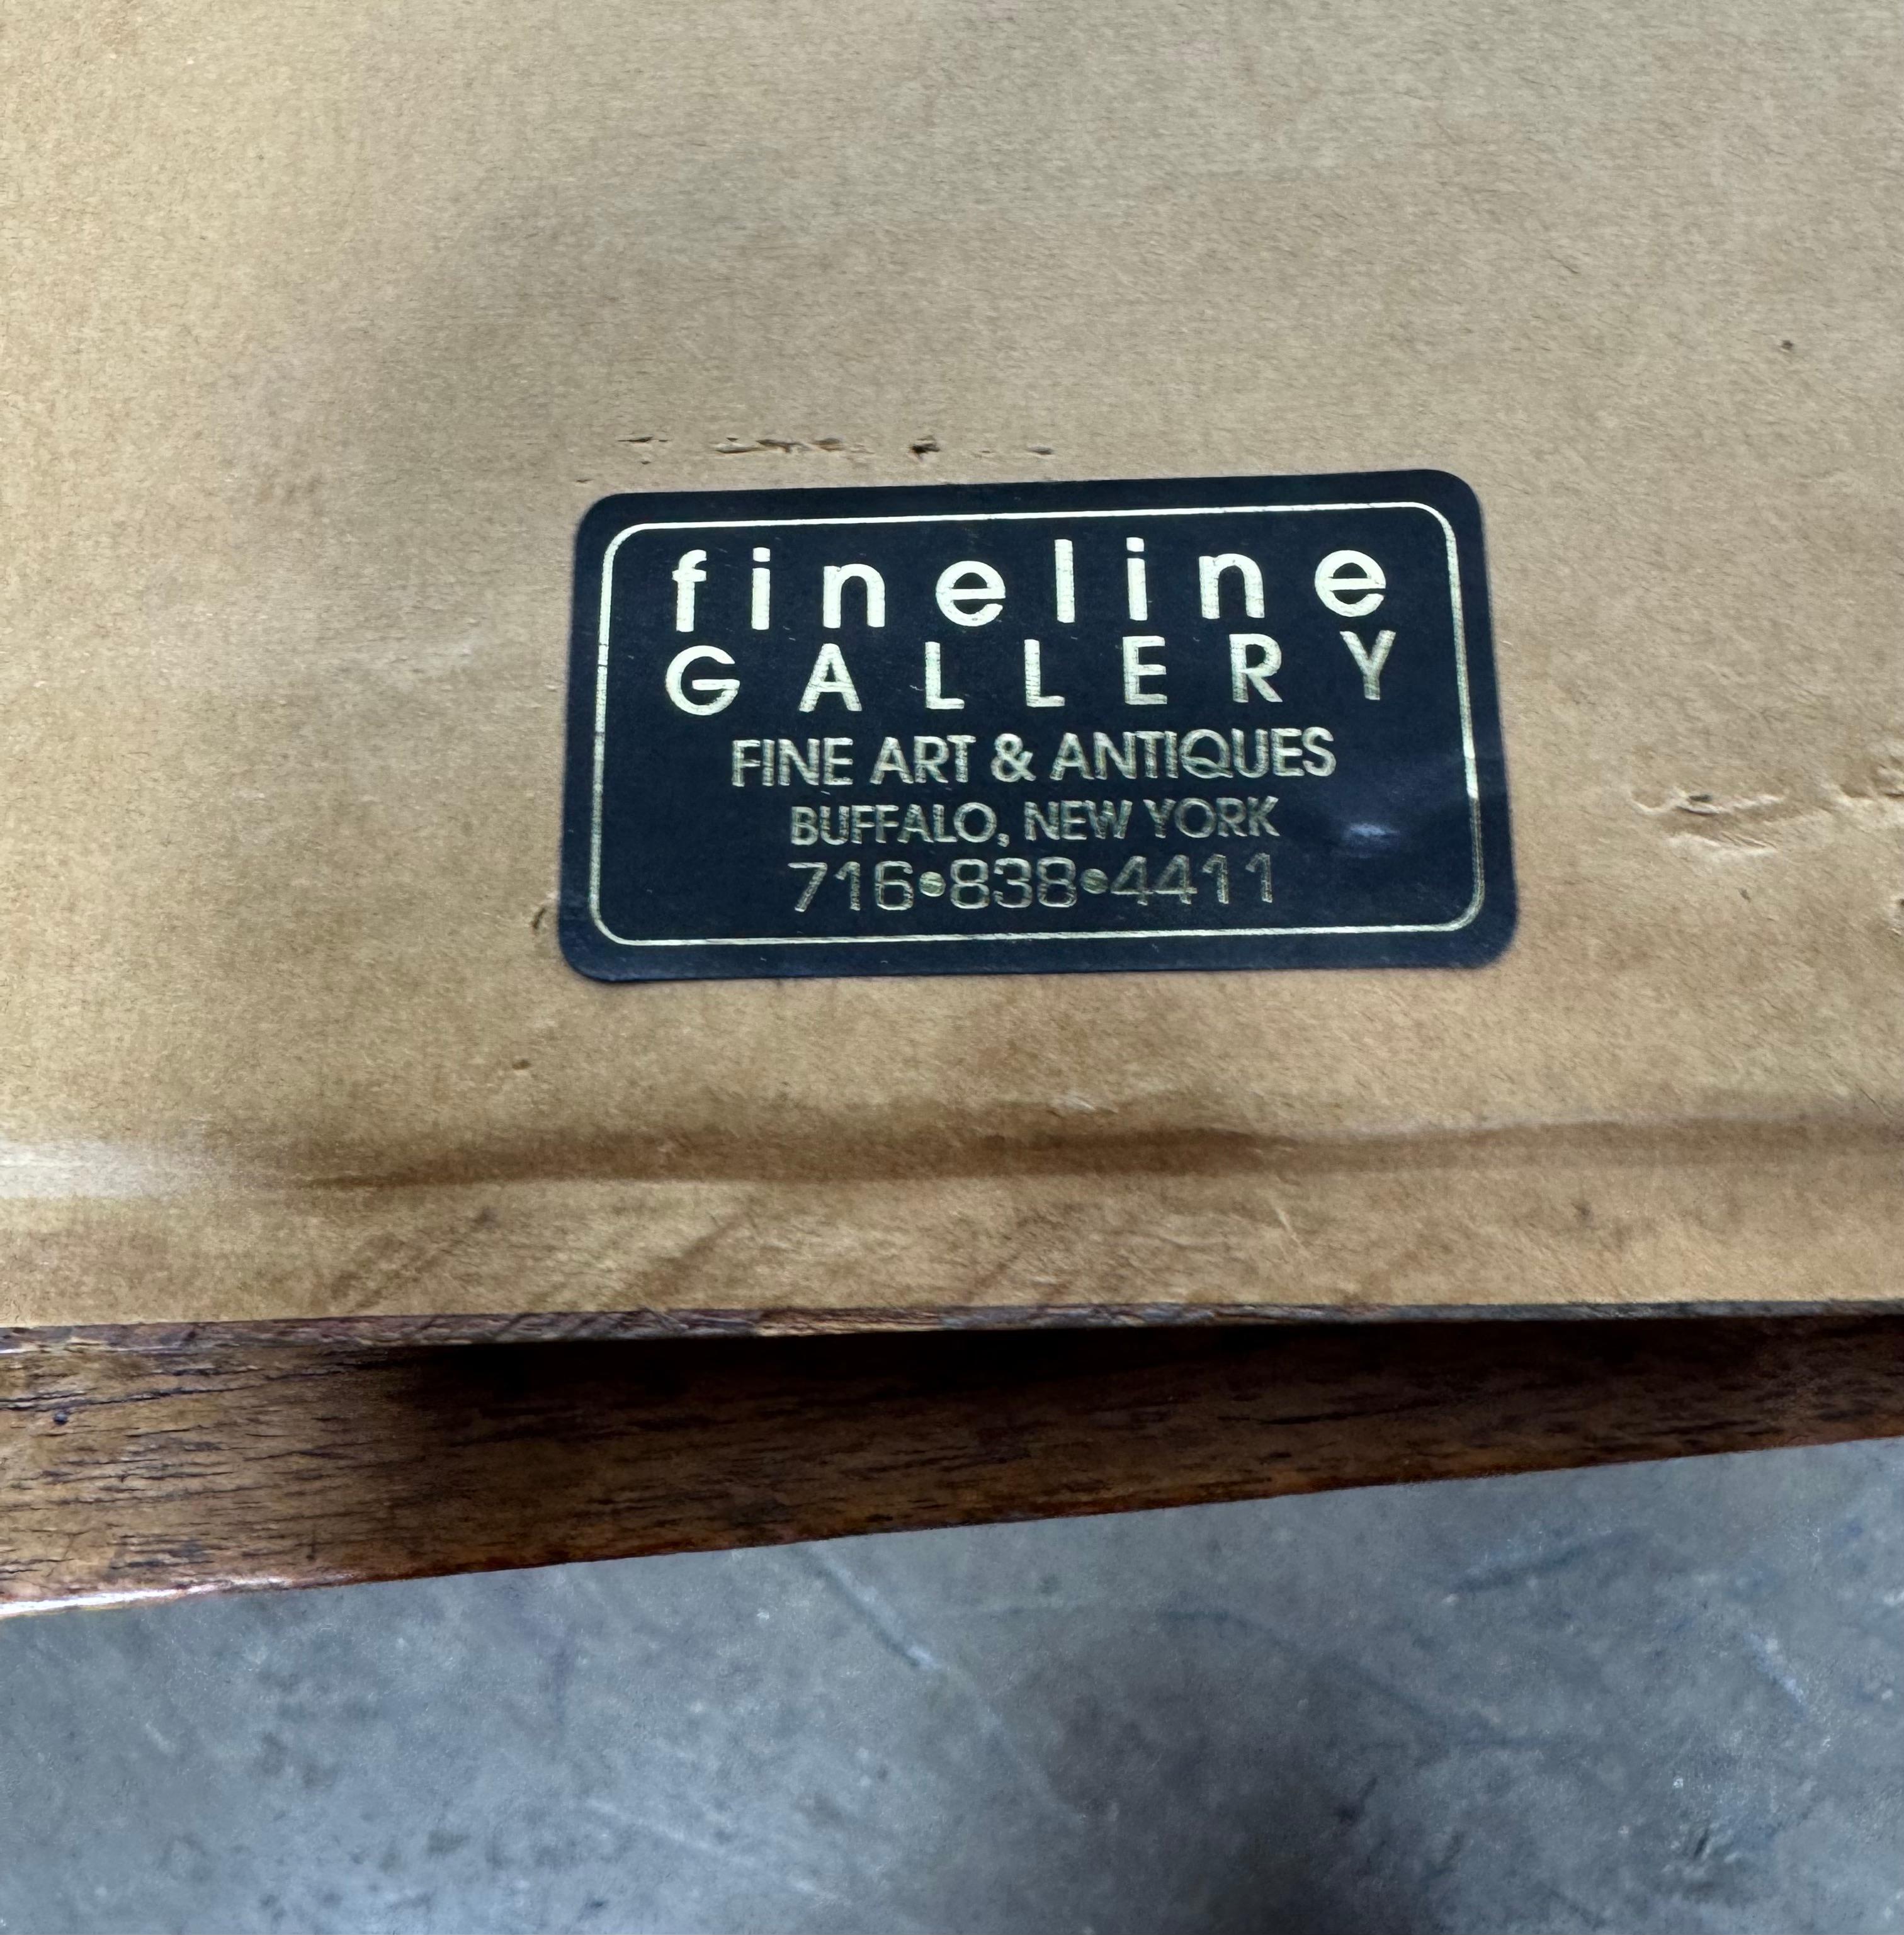 fineline
GALLERY
FINE ART & ANTIQUES
BUFFALO, NEW YORK
716•838•4411